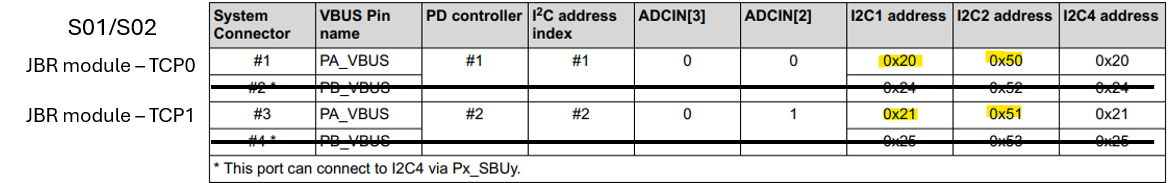 S01/S02
System Connector VBUS Pin name PD controller I²C address index ADCIN[3] ADCIN[2] I2C1 address I2C2 address I2C4 address
JBR module – TCP0 #1 PA_VBUS #1 #1 0 0 0x20 0x50 0x20
#2 * PB_VBUS 0x24 0x52 0x24
JBR module – TCP1 #3 PA_VBUS #2 #2 0 1 0x21 0x51 0x21
#4 * PB_VBUS 0x25 0x53 0x25
* This port can connect to I2C4 via Px_SBUy.